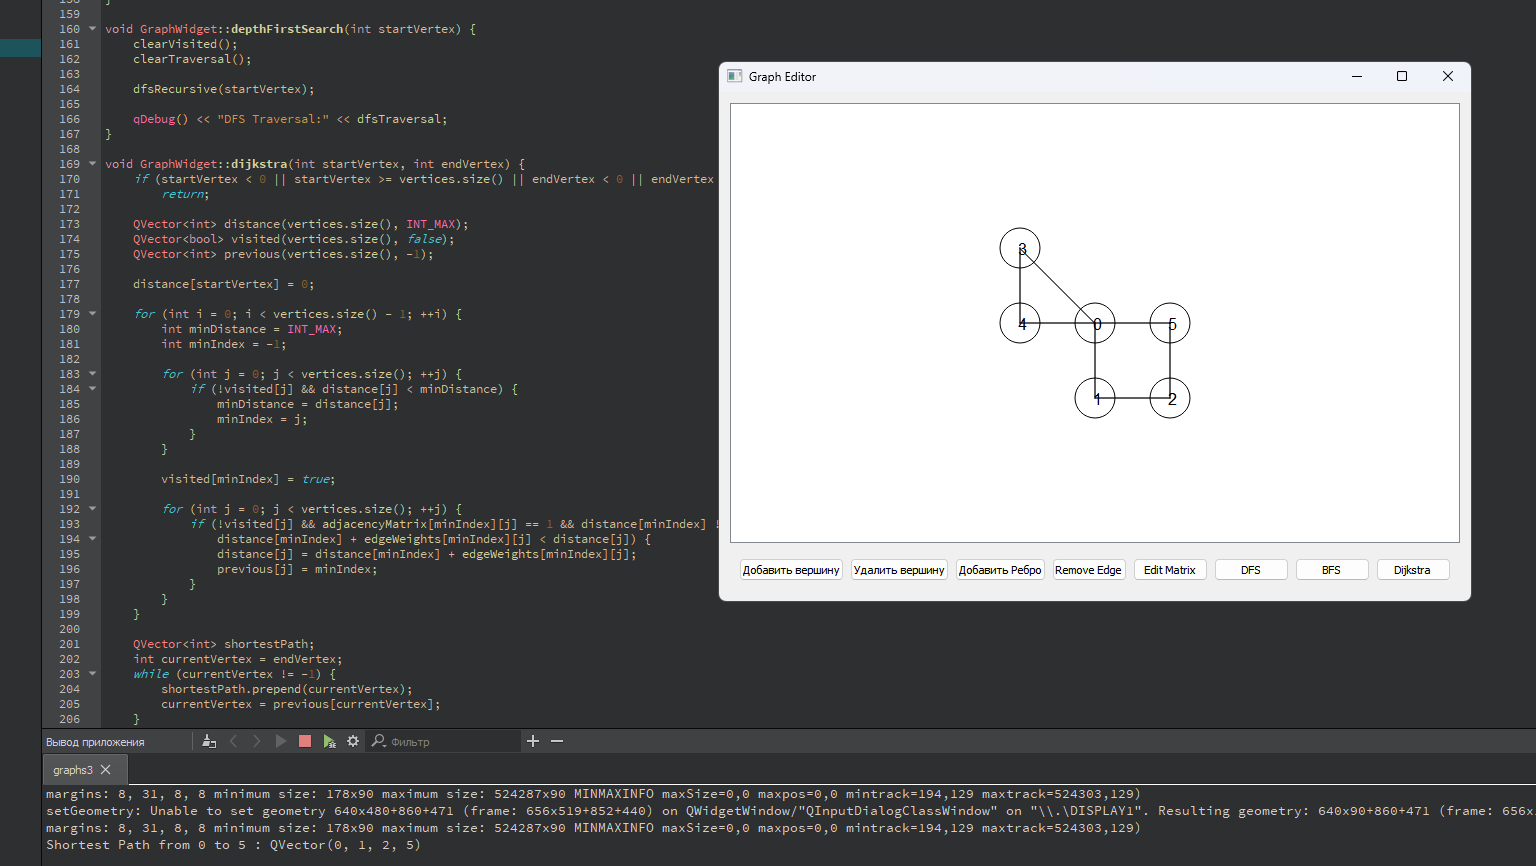 158 }
159
160 void GraphWidget::depthFirstSearch(int startVertex) {
161 clearVisited();
162 clearTraversal();
163
164 dfsRecursive(startVertex);
165
166 qDebug() << "DFS Traversal:" << dfsTraversal;
167 }
168
169 void GraphWidget::dijkstra(int startVertex, int endVertex) {
170 if (startVertex < 0 || startVertex >= vertices.size() || endVertex < 0 || endVertex
171 return;
172
173 QVector<int> distance(vertices.size(), INT_MAX);
174 QVector<bool> visited(vertices.size(), false);
175 QVector<int> previous(vertices.size(), -1);
176
177 distance[startVertex] = 0;
178
179 for (int i = 0; i < vertices.size() - 1; ++i) {
180 int minDistance = INT_MAX;
181 int minIndex = -1;
182
183 for (int j = 0; j < vertices.size(); ++j) {
184 if (!visited[j] && distance[j] < minDistance) {
185 minDistance = distance[j];
186 minIndex = j;
187 }
188 }
189
190 visited[minIndex] = true;
191
192 for (int j = 0; j < vertices.size(); ++j) {
193 if (!visited[j] && adjacencyMatrix[minIndex][j] == 1 && distance[minIndex] !
194 distance[minIndex] + edgeWeights[minIndex][j] < distance[j]) {
195 distance[j] = distance[minIndex] + edgeWeights[minIndex][j];
196 previous[j] = minIndex;
197 }
198 }
199 }
200
201 QVector<int> shortestPath;
202 int currentVertex = endVertex;
203 while (currentVertex != -1) {
204 shortestPath.prepend(currentVertex);
205 currentVertex = previous[currentVertex];
206 }
Graph Editor
3
4 0 5
1 2
Добавить вершину Удалить вершину Добавить Ребро Remove Edge Edit Matrix DFS BFS Dijkstra
Вывод приложения Фильтр
graphs3
margins: 8, 31, 8, 8 minimum size: 178x90 maximum size: 524287x90 MINMAXINFO maxSize=0,0 maxpos=0,0 mintrack=194,129 maxtrack=524303,129)
setGeometry: Unable to set geometry 640x480+860+471 (frame: 656x519+852+440) on QWidgetWindow/"QInputDialogClassWindow" on "\\.\DISPLAY1". Resulting geometry: 640x90+860+471 (frame: 656x
margins: 8, 31, 8, 8 minimum size: 178x90 maximum size: 524287x90 MINMAXINFO maxSize=0,0 maxpos=0,0 mintrack=194,129 maxtrack=524303,129)
Shortest Path from 0 to 5 : QVector(0, 1, 2, 5)